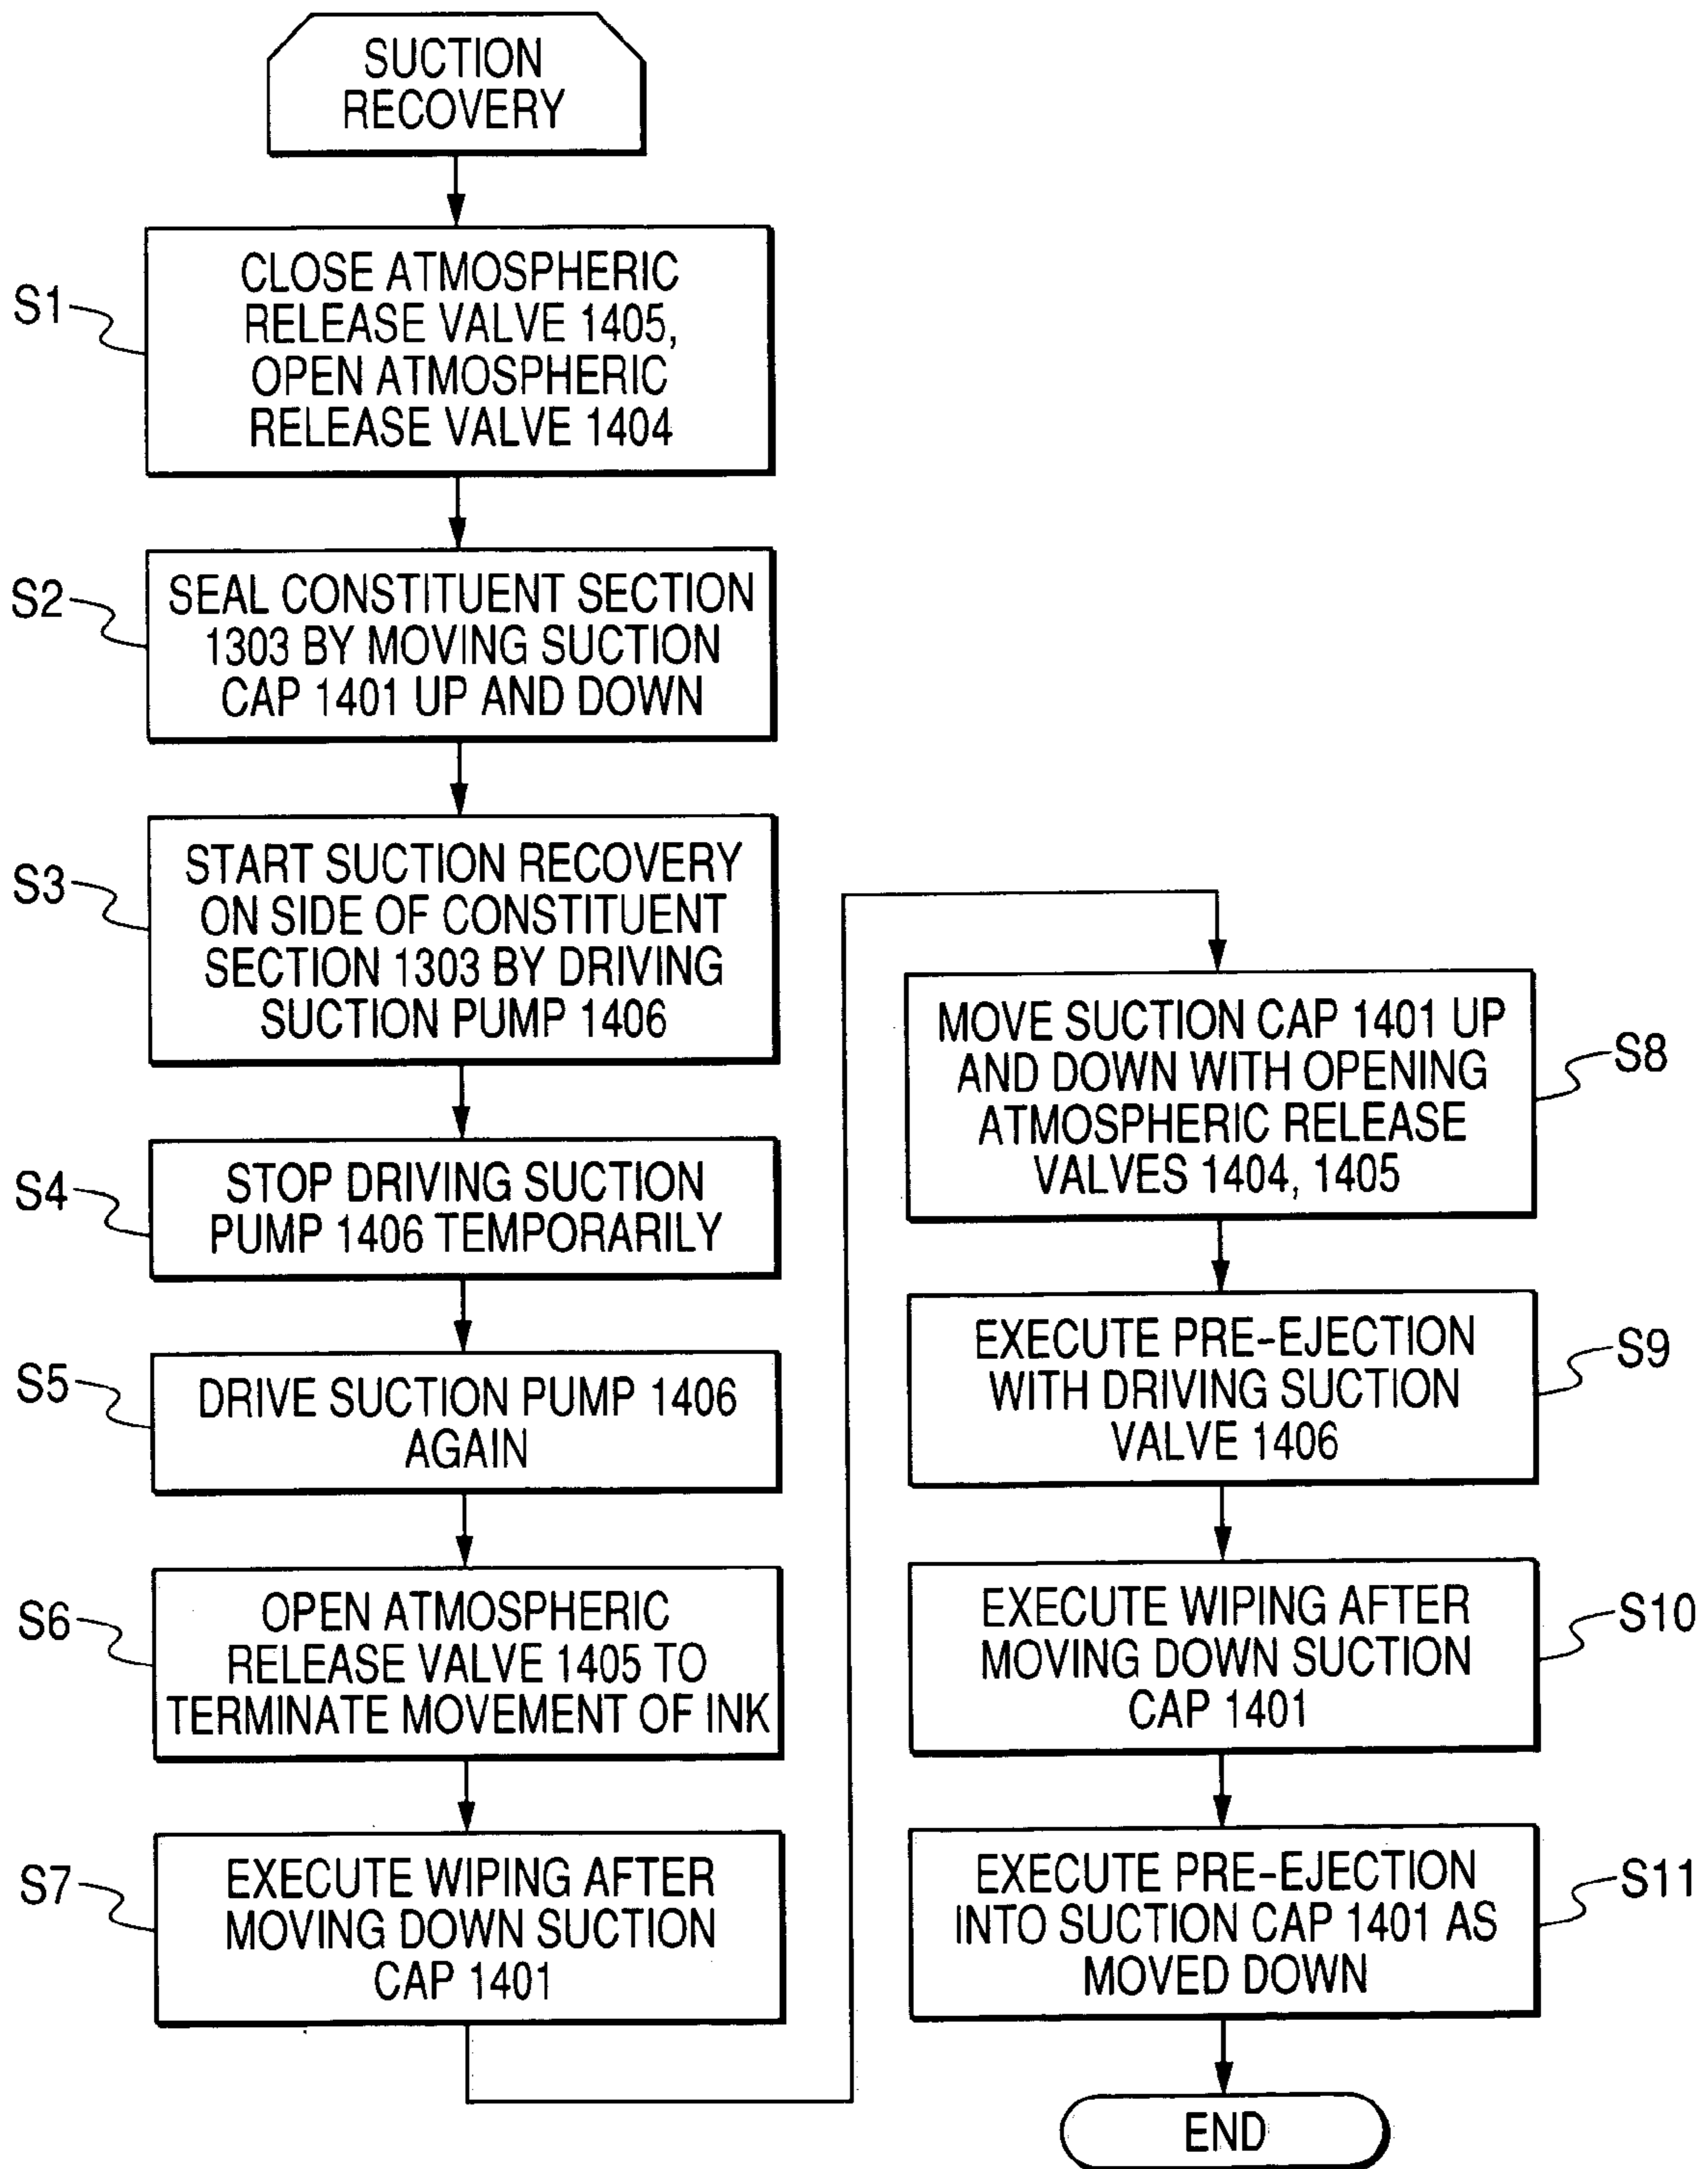 SUCTION
RECOVERY
S1
CLOSE ATMOSPHERIC
RELEASE VALVE 1405,
OPEN ATMOSPHERIC
RELEASE VALVE 1404
S2
SEAL CONSTITUENT SECTION
1303 BY MOVING SUCTION
CAP 1401 UP AND DOWN
S3
START SUCTION RECOVERY
ON SIDE OF CONSTITUENT
SECTION 1303 BY DRIVING
SUCTION PUMP 1406
S4
STOP DRIVING SUCTION
PUMP 1406 TEMPORARILY
S5
DRIVE SUCTION PUMP 1406
AGAIN
S6
OPEN ATMOSPHERIC
RELEASE VALVE 1405 TO
TERMINATE MOVEMENT OF INK
S7
EXECUTE WIPING AFTER
MOVING DOWN SUCTION
CAP 1401
MOVE SUCTION CAP 1401 UP
AND DOWN WITH OPENING
ATMOSPHERIC RELEASE
VALVES 1404, 1405
S8
EXECUTE PRE-EJECTION
WITH DRIVING SUCTION
VALVE 1406
S9
EXECUTE WIPING AFTER
MOVING DOWN SUCTION
CAP 1401
S10
EXECUTE PRE-EJECTION
INTO SUCTION CAP 1401 AS
MOVED DOWN
S11
END